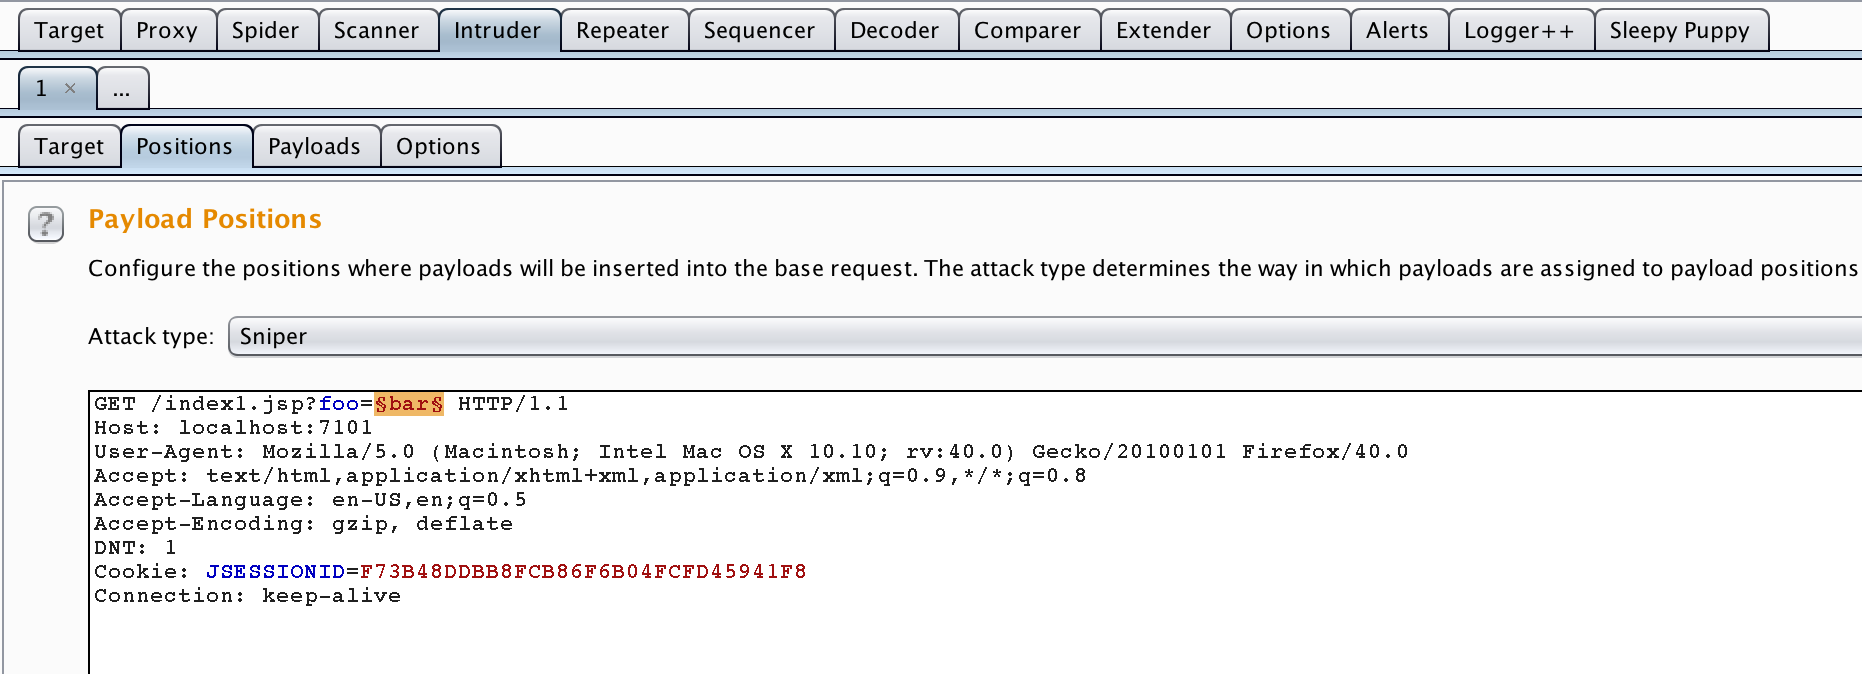 Target Proxy Spider Scanner Intruder Repeater Sequencer Decoder Comparer Extender Options Alerts Logger++ Sleepy Puppy
1 × ...
Target Positions Payloads Options
? Payload Positions
Configure the positions where payloads will be inserted into the base request. The attack type determines the way in which payloads are assigned to payload positions
Attack type: Sniper
GET /index1.jsp?foo=§bar§ HTTP/1.1
Host: localhost:7101
User-Agent: Mozilla/5.0 (Macintosh; Intel Mac OS X 10.10; rv:40.0) Gecko/20100101 Firefox/40.0
Accept: text/html,application/xhtml+xml,application/xml;q=0.9,*/*;q=0.8
Accept-Language: en-US,en;q=0.5
Accept-Encoding: gzip, deflate
DNT: 1
Cookie: JSESSIONID=F73B48DDBB8FCB86F6B04FCFD45941F8
Connection: keep-alive